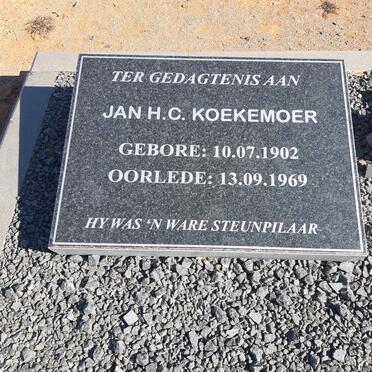 TER GEDAGTENIS AAN
JAN H.C. KOEKEMOER
GEBORE: 10.07.1902
OORLEDE: 13.09.1969
HY WAS 'N WARE STEUNPILAAR